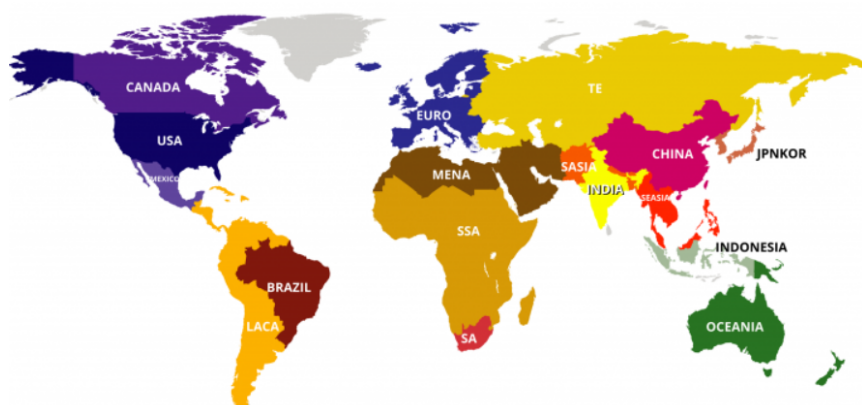 CANADA
TE
EURO
USA
CHINA
JPNKOR
SASIA
MENA
MEXICO
INDIA
SEASIA
SSA
INDONESIA
BRAZIL
LACA
OCEANIA
SA